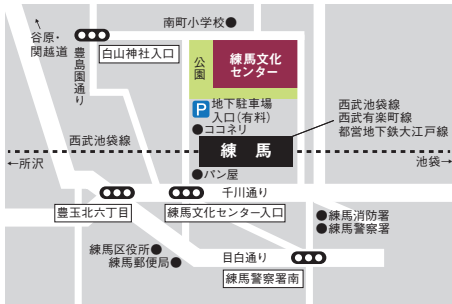 南町小学校●
谷原・
関越道
豊島園通り
白山神社入口
公園
練馬文化
センター
P
地下駐車場
入口(有料)
●ココネリ
西武池袋線
西武有楽町線
都営地下鉄大江戸線
西武池袋線
練馬
←所沢
池袋→
●パン屋
千川通り
豊玉北六丁目
練馬文化センター入口
●練馬消防署
●練馬警察署
練馬区役所●
練馬郵便局●
目白通り
練馬警察署南